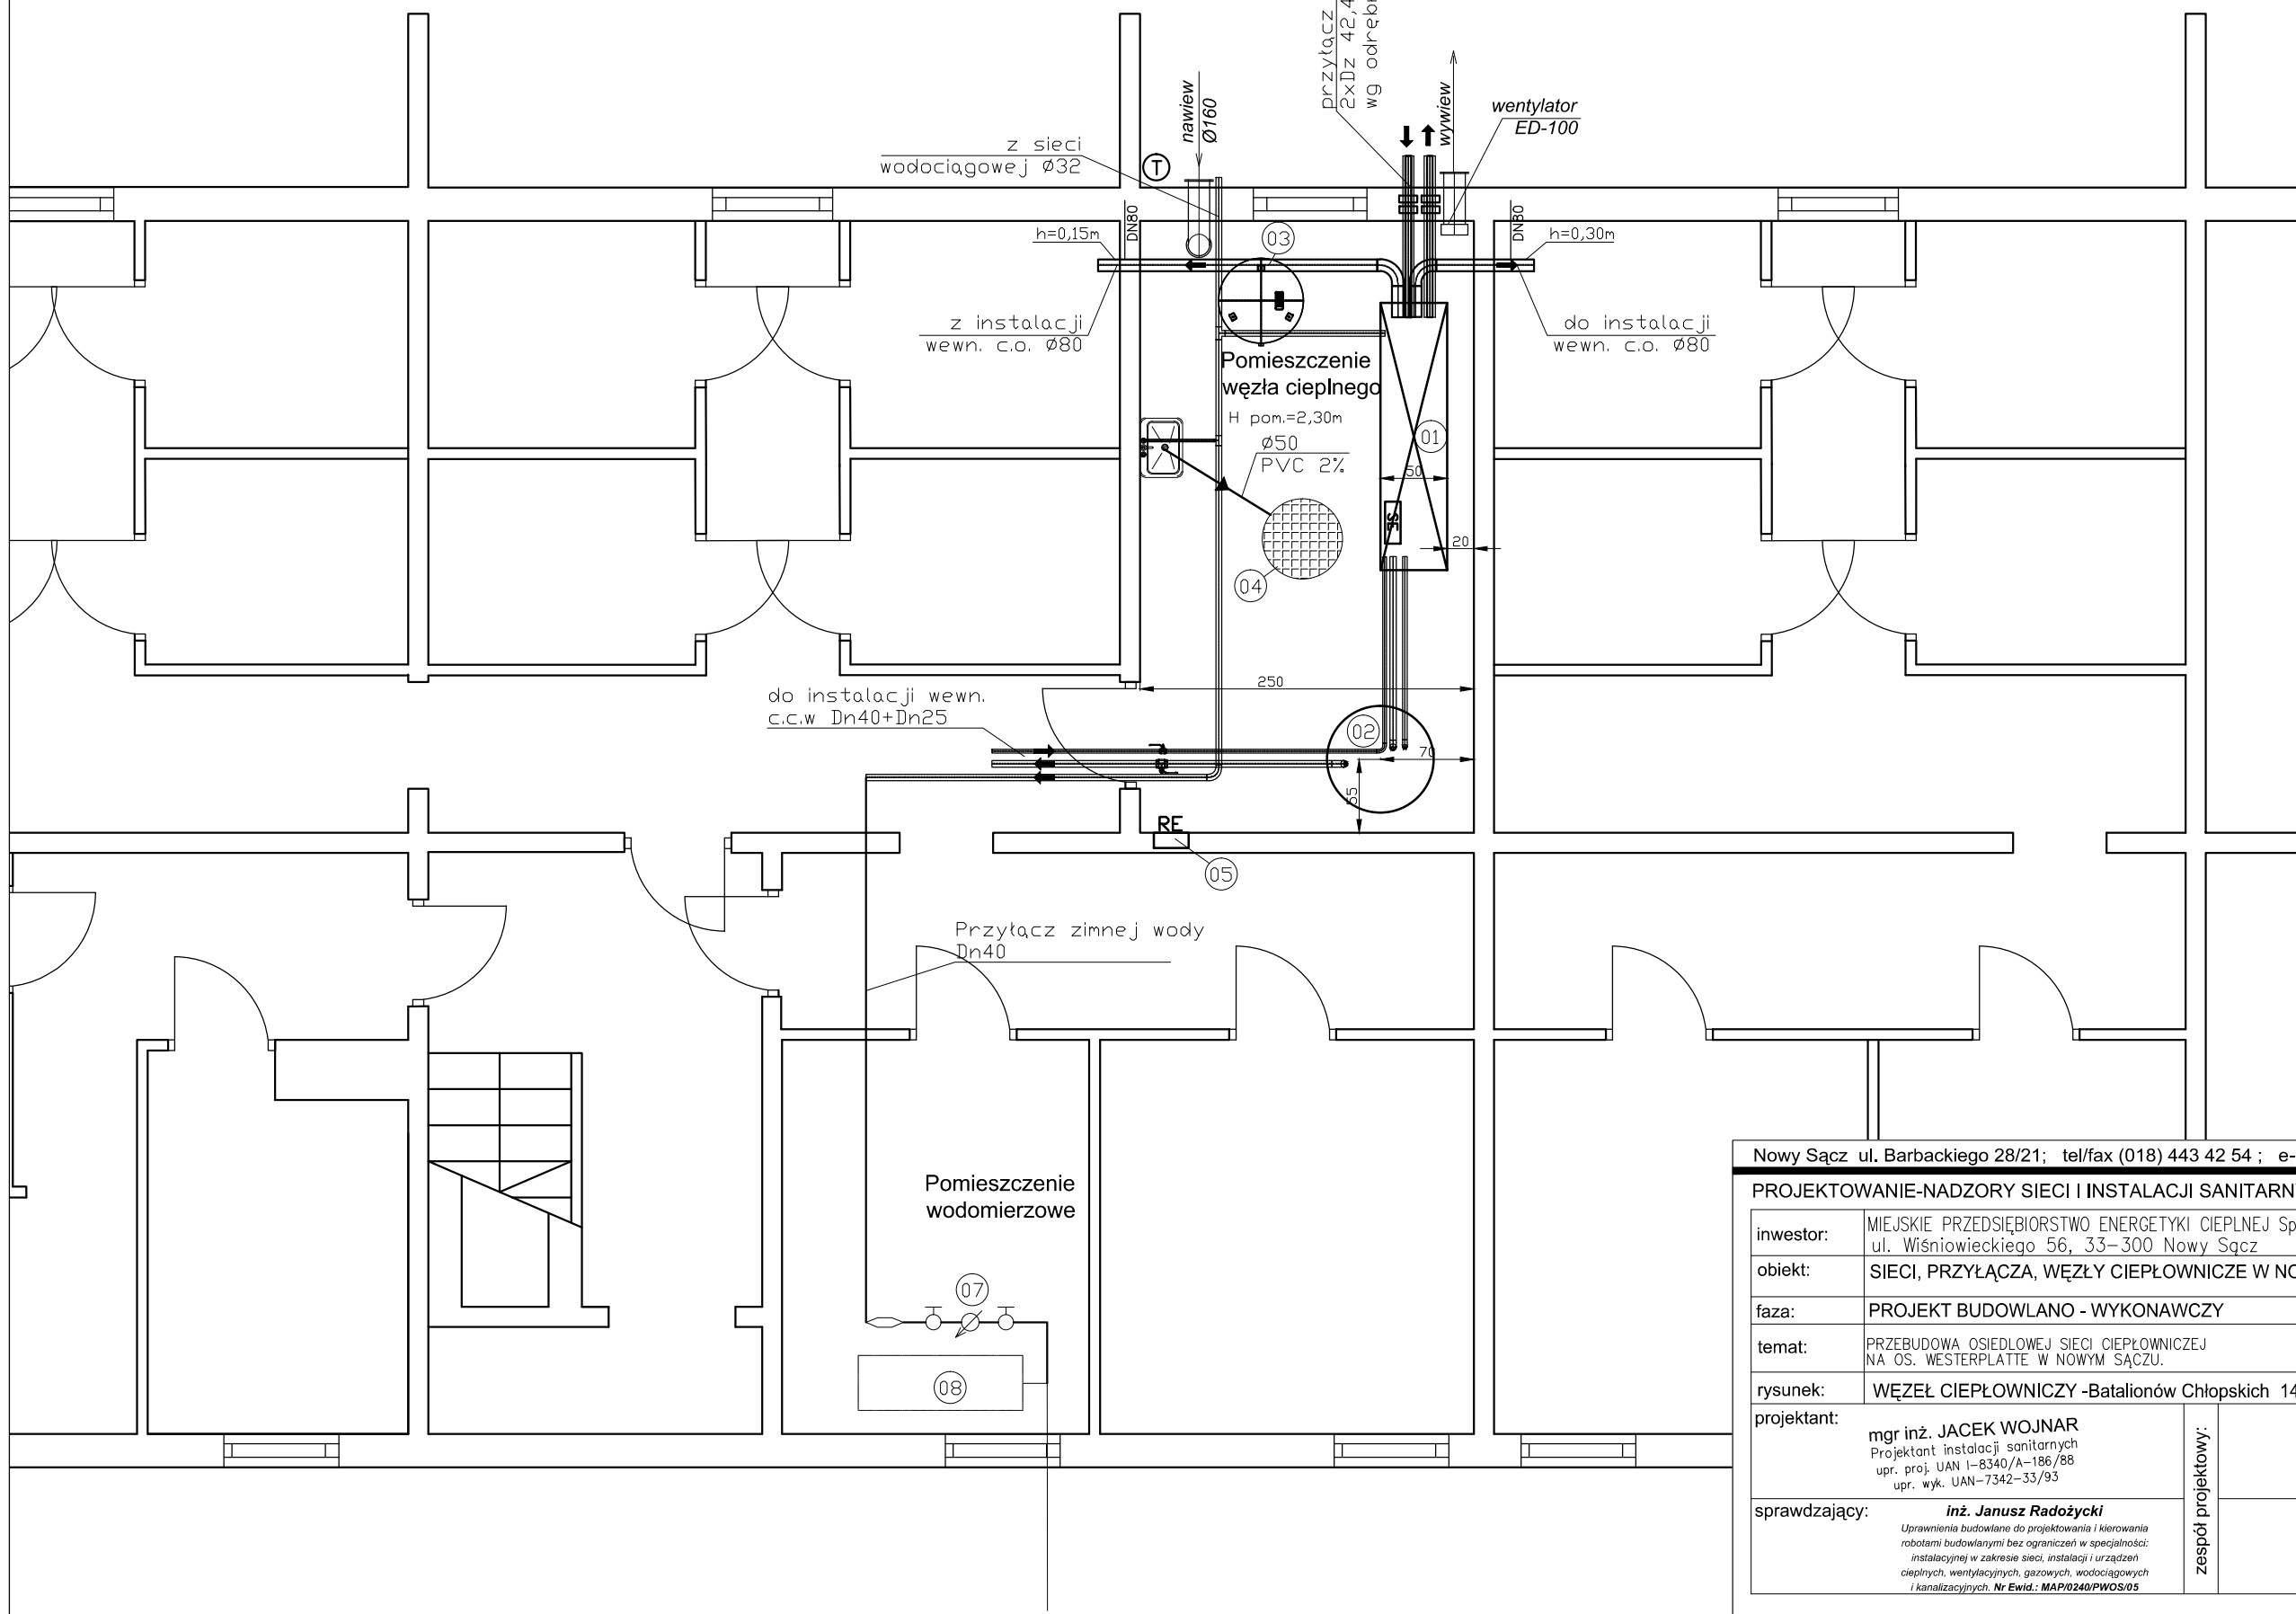 przyłącz
2xDz 42,4
wg
nawiew
Ø160
wywiew
wentylator
ED-100
z sieci
wodociągowej Ø32
T
h=0,15m
DN80
03
DN80
h=0,30m
z instalacji
wewn. c.o. Ø80
do instalacji
wewn. c.o. Ø80
Pomieszczenie
węzła cieplnego
H pom.=2,30m
Ø50
PVC 2%
01
50
SE
20
04
250
do instalacji wewn.
c.c.w Dn40+Dn25
02
70
55
RE
05
Przyłącz zimnej wody
Dn40
Pomieszczenie
wodomierzowe
07
08
Nowy Sącz ul. Barbackiego 28/21; tel/fax (018) 443 42 54 ; e-
PROJEKTOWANIE-NADZORY SIECI I INSTALACJI SANITARN
inwestor: MIEJSKIE PRZEDSIĘBIORSTWO ENERGETYKI CIEPLNEJ Sp
ul. Wiśniowieckiego 56, 33-300 Nowy Sącz
obiekt: SIECI, PRZYŁĄCZA, WĘZŁY CIEPŁOWNICZE W NO
faza: PROJEKT BUDOWLANO - WYKONAWCZY
temat: PRZEBUDOWA OSIEDLOWEJ SIECI CIEPŁOWNICZEJ
NA OS. WESTERPLATTE W NOWYM SĄCZU.
rysunek: WĘZEŁ CIEPŁOWNICZY -Batalionów Chłopskich 14
projektant:
mgr inż. JACEK WOJNAR
Projektant instalacji sanitarnych
upr. proj. UAN I-8340/A-186/88
upr. wyk. UAN-7342-33/93
zespół projektowy:
sprawdzający: inż. Janusz Radożycki
Uprawnienia budowlane do projektowania i kierowania
robotami budowlanymi bez ograniczeń w specjalności:
instalacyjnej w zakresie sieci, instalacji i urządzeń
cieplnych, wentylacyjnych, gazowych, wodociągowych
i kanalizacyjnych. Nr Ewid.: MAP/0240/PWOS/05